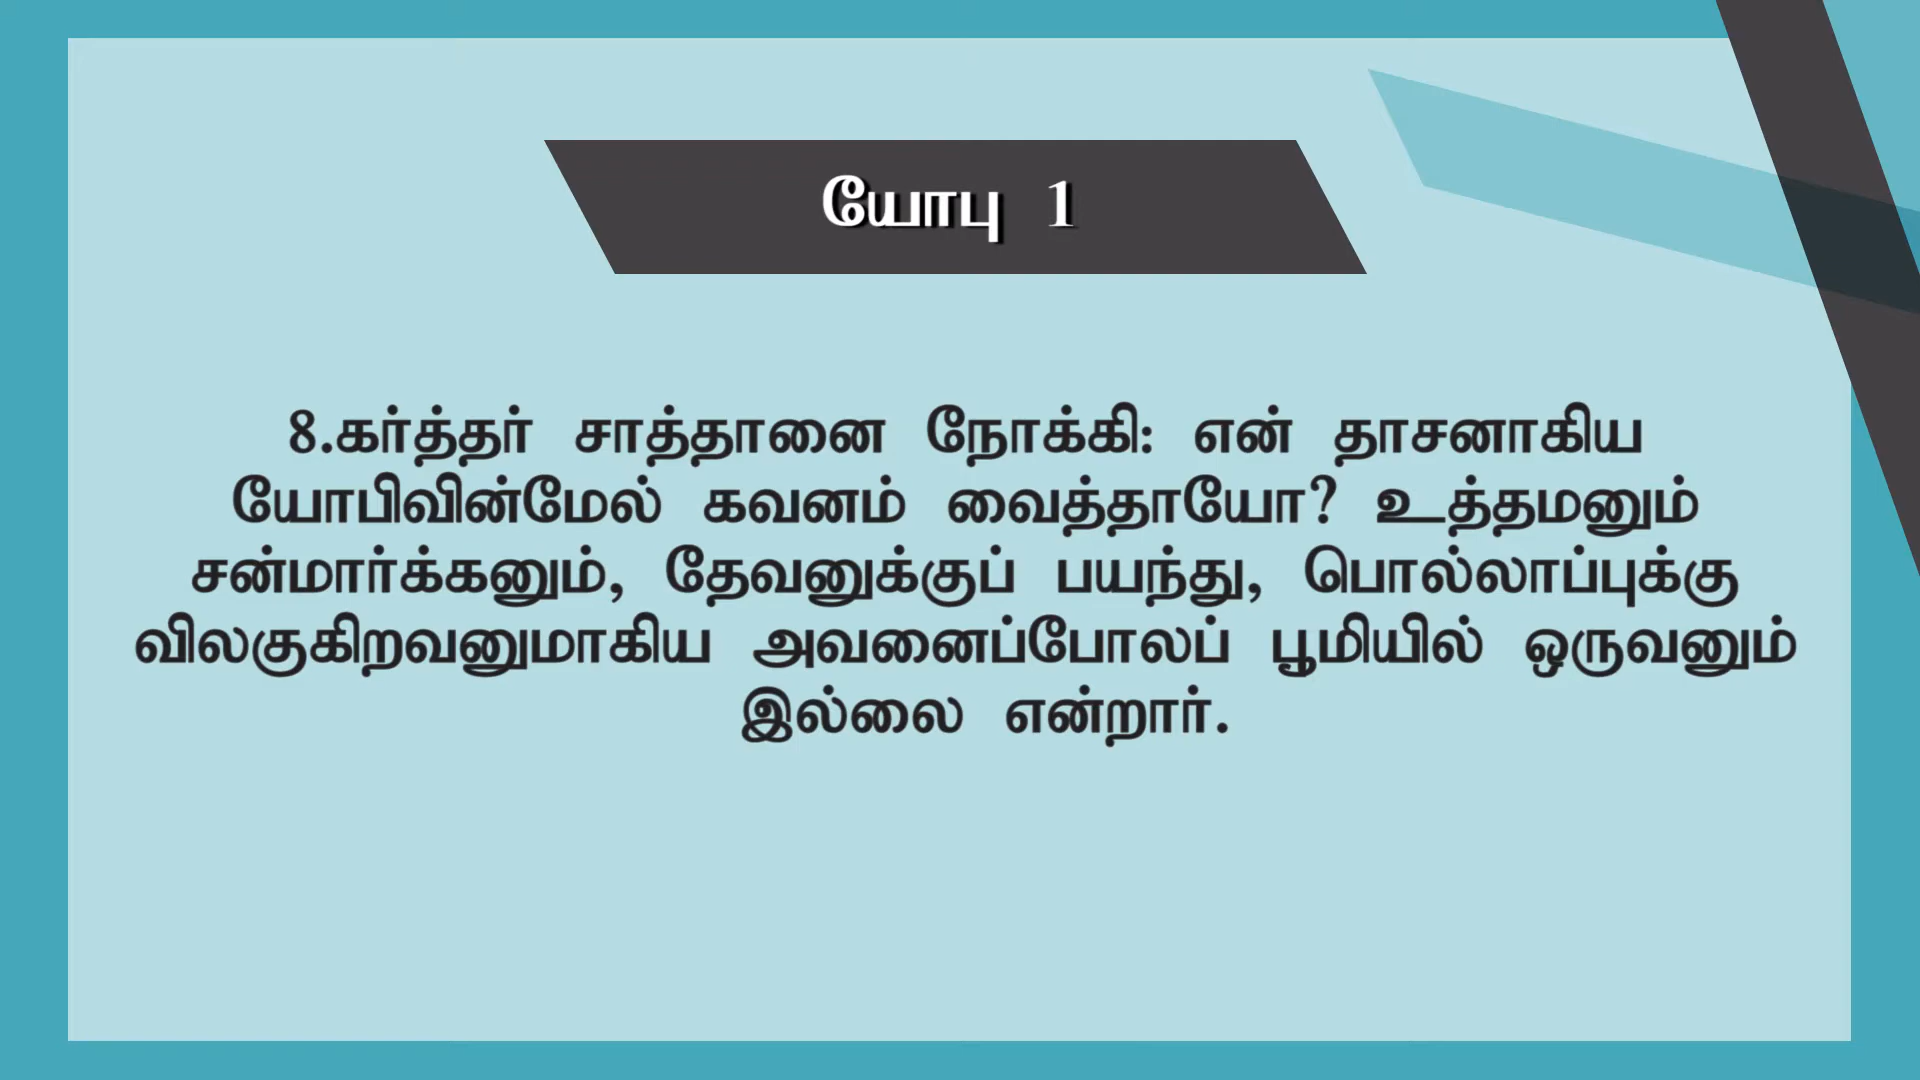 யோபு 1
8.கர்த்தர் சாத்தானை நோக்கி: என் தாசனாகிய
யோபிவின்மேல் கவனம் வைத்தாயோ? உத்தமனும்
சன்மார்க்கனும், தேவனுக்குப் பயந்து, பொல்லாப்புக்கு
விலகுகிறவனுமாகிய அவனைப்போலப் பூமியில் ஒருவனும்
இல்லை என்றார்.